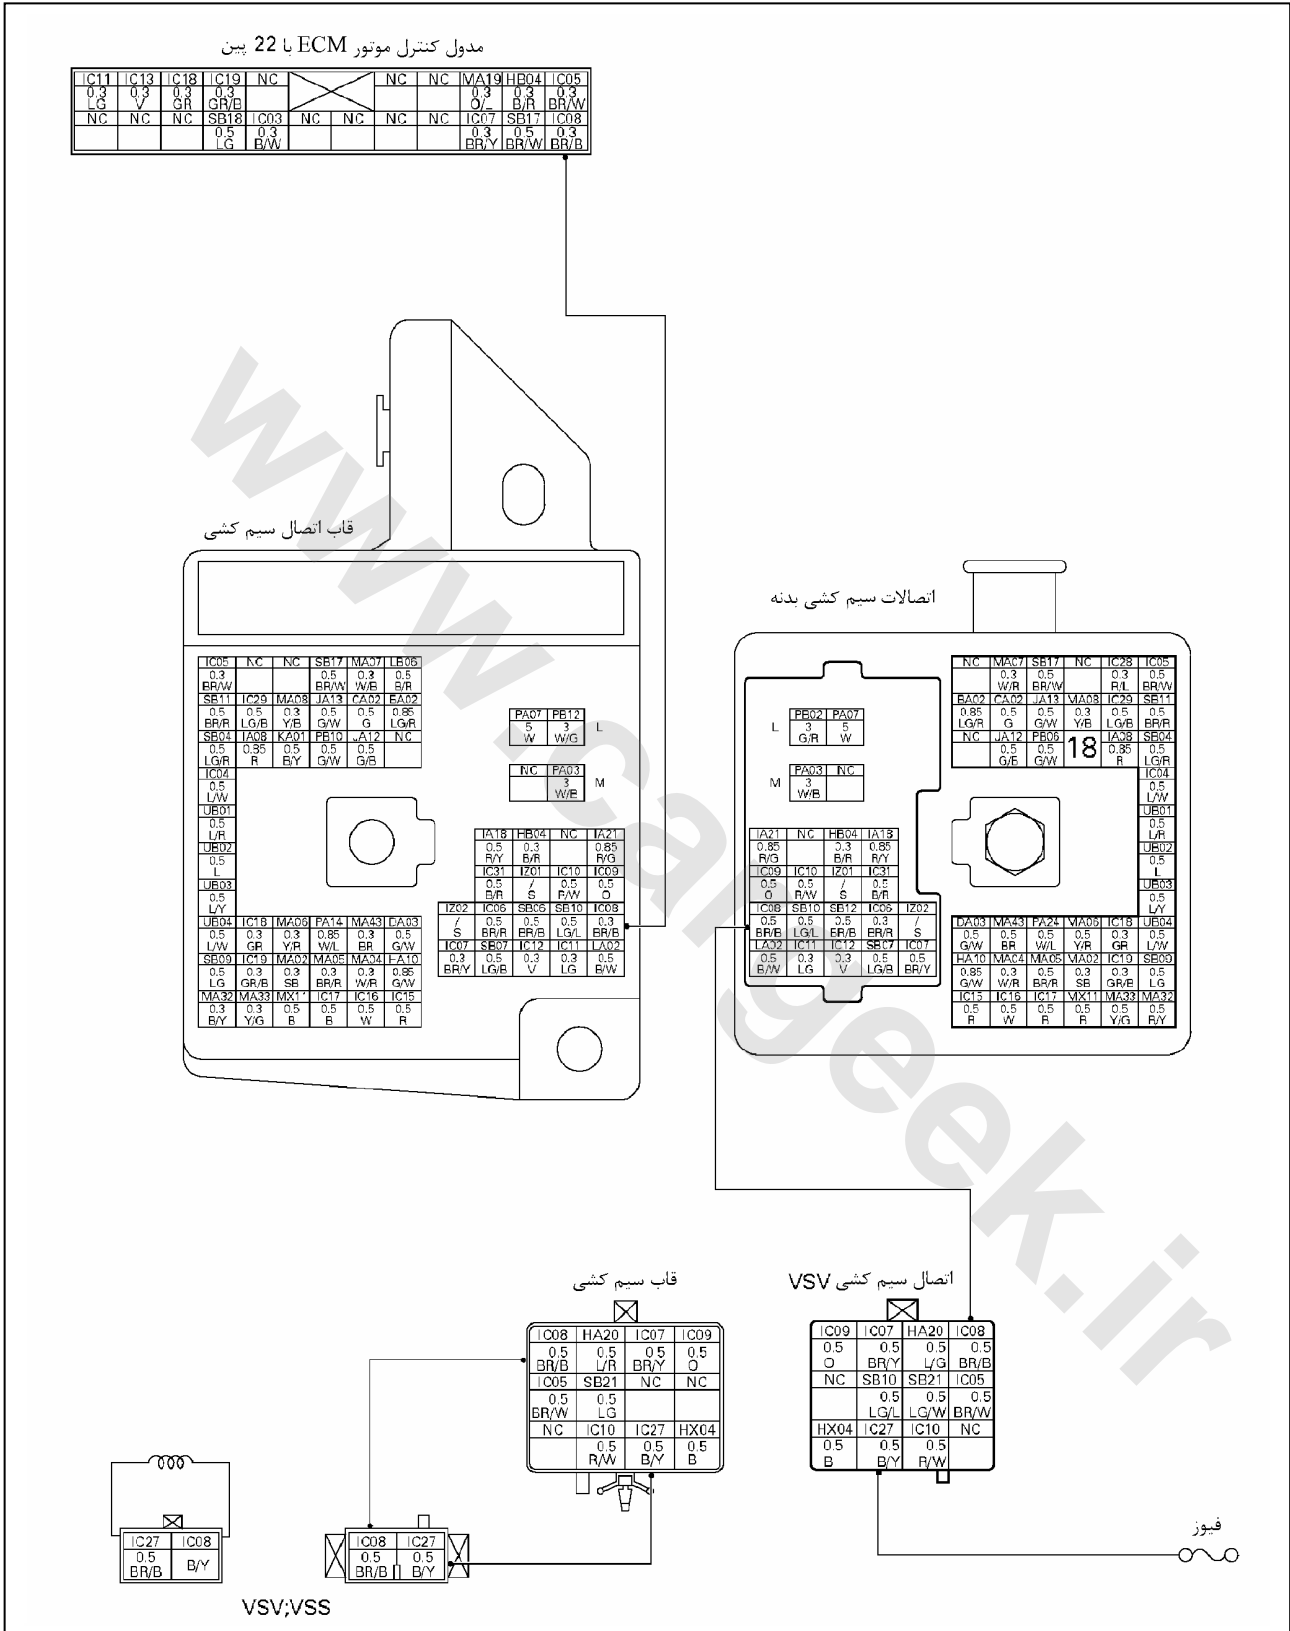 مدول کنترل موتور ECM با 22 پین
IC11 IC13 IC18 IC19 NC NC NC MA19 HB04 IC05
0.3 0.3 0.3 0.3 0.3 0.3 0.3
LG V GR GR/B O/L B/R BR/W
NC NC NC SB18 IC03 NC NC NC NC IC07 SB17 IC08
0.5 0.3 0.3 0.5 0.3
LG B/W BR/Y BR/W BR/B
قاب اتصال سیم کشی
IC05 NC NC SB17 MA07 LB06
0.3 0.5 0.3 0.5
BR/W BR/W W/B B/R
SB11 IC29 MA08 JA13 CA02 BA02
0.5 0.5 0.3 0.5 0.5 0.85
BR/R LG/B Y/B G/W G LG/R
SB04 IA08 KA01 PB10 JA12 NC
0.5 0.85 0.5 0.5 0.5
LG/R R B/Y G/W G/B
IC04
0.5
L/W
UB01
0.5
L/R
UB02
0.5
L
UB03
0.5
L/Y
UB04 IC18 MA06 PA14 MA43 DA03
0.5 0.3 0.3 0.85 0.3 0.5
L/W GR Y/R W/L BR G/W
SB09 IC19 MA02 MA05 MA04 HA10
0.5 0.3 0.3 0.3 0.3 0.85
LG GR/B SB BR/R W/R G/W
MA32 MA33 MX11 IC17 IC16 IC15
0.3 0.3 0.5 0.5 0.5 0.5
B/Y Y/G B B W R
PA07 PB12
5 3
W W/G
L
NC PA03
3
W/B
M
IA18 HB04 NC IA21
0.5 0.3 0.85
R/Y B/R R/G
IC31 IZ01 IC10 IC09
0.5 / 0.5 0.5
B/R S R/W O
IZ02 IC06 SB06 SB10 IC08
/ 0.5 0.5 0.5 0.3
S BR/R BR/B LG/L BR/B
IC07 SB07 IC12 IC11 LA02
0.3 0.5 0.3 0.3 0.5
BR/Y LG/B V LG B/W
اتصالات سیم کشی بدنه
PB02 PA07
3 5
G/R W
L
PA03 NC
3
W/B
M
IA21 NC HB04 IA18
0.85 0.3 0.85
R/G B/R R/Y
IC09 IC10 IZ01 IC31
0.5 0.5 / 0.5
O R/W S B/R
IC08 SB10 SB12 IC06 IZ02
0.5 0.5 0.5 0.3 /
BR/B LG/L BR/B BR/R S
LA02 IC11 IC12 SB07 IC07
0.5 0.3 0.3 0.5 0.5
B/W LG V LG/B BR/Y
NC MA07 SB17 NC IC28 IC05
0.3 0.5 0.3 0.5
W/R BR/W R/L BR/W
BA02 CA02 JA13 MA08 IC29 SB11
0.85 0.5 0.5 0.3 0.5 0.5
LG/R G G/W Y/B LG/B BR/R
NC JA12 PB06 18 IA08 SB04
0.5 0.5 0.85 0.5
G/B G/W R LG/R
IC04
0.5
L/W
UB01
0.5
L/R
UB02
0.5
L
UB03
0.5
L/Y
DA03 MA43 PA24 MA06 IC18 UB04
0.5 0.5 0.5 0.5 0.3 0.5
G/W BR W/L Y/R GR L/W
HA10 MA04 MA05 MA02 IC19 SB09
0.85 0.3 0.5 0.3 0.3 0.5
G/W W/R BR/R SB GR/B LG
IC15 IC16 IC17 MX11 MA33 MA32
0.5 0.5 0.5 0.5 0.5 0.5
R W Y/G
قاب سیم کشی
IC08 HA20 IC07 IC09
0.5 0.5 0.5 0.5
BR/B L/R BR/Y O
IC05 SB21 NC NC
0.5 0.5
BR/W LG
NC IC10 IC27 HX04
0.5 0.5 0.5
R/W B/Y B
اتصال سیم کشی VSV
IC09 IC07 HA20 IC08
0.5 0.5 0.5 0.5
O BR/Y L/G BR/B
NC SB10 SB21 IC05
0.5 0.5 0.5
LG/L LG/W BR/W
HX04 IC27 IC10 NC
0.5 0.5 0.5
B B/Y R/W
فیوز
IC27 IC08
0.5
BR/B B/Y
IC08 IC27
0.5 0.5
BR/B B/Y
VSV;VSS
www.cargeek.ir